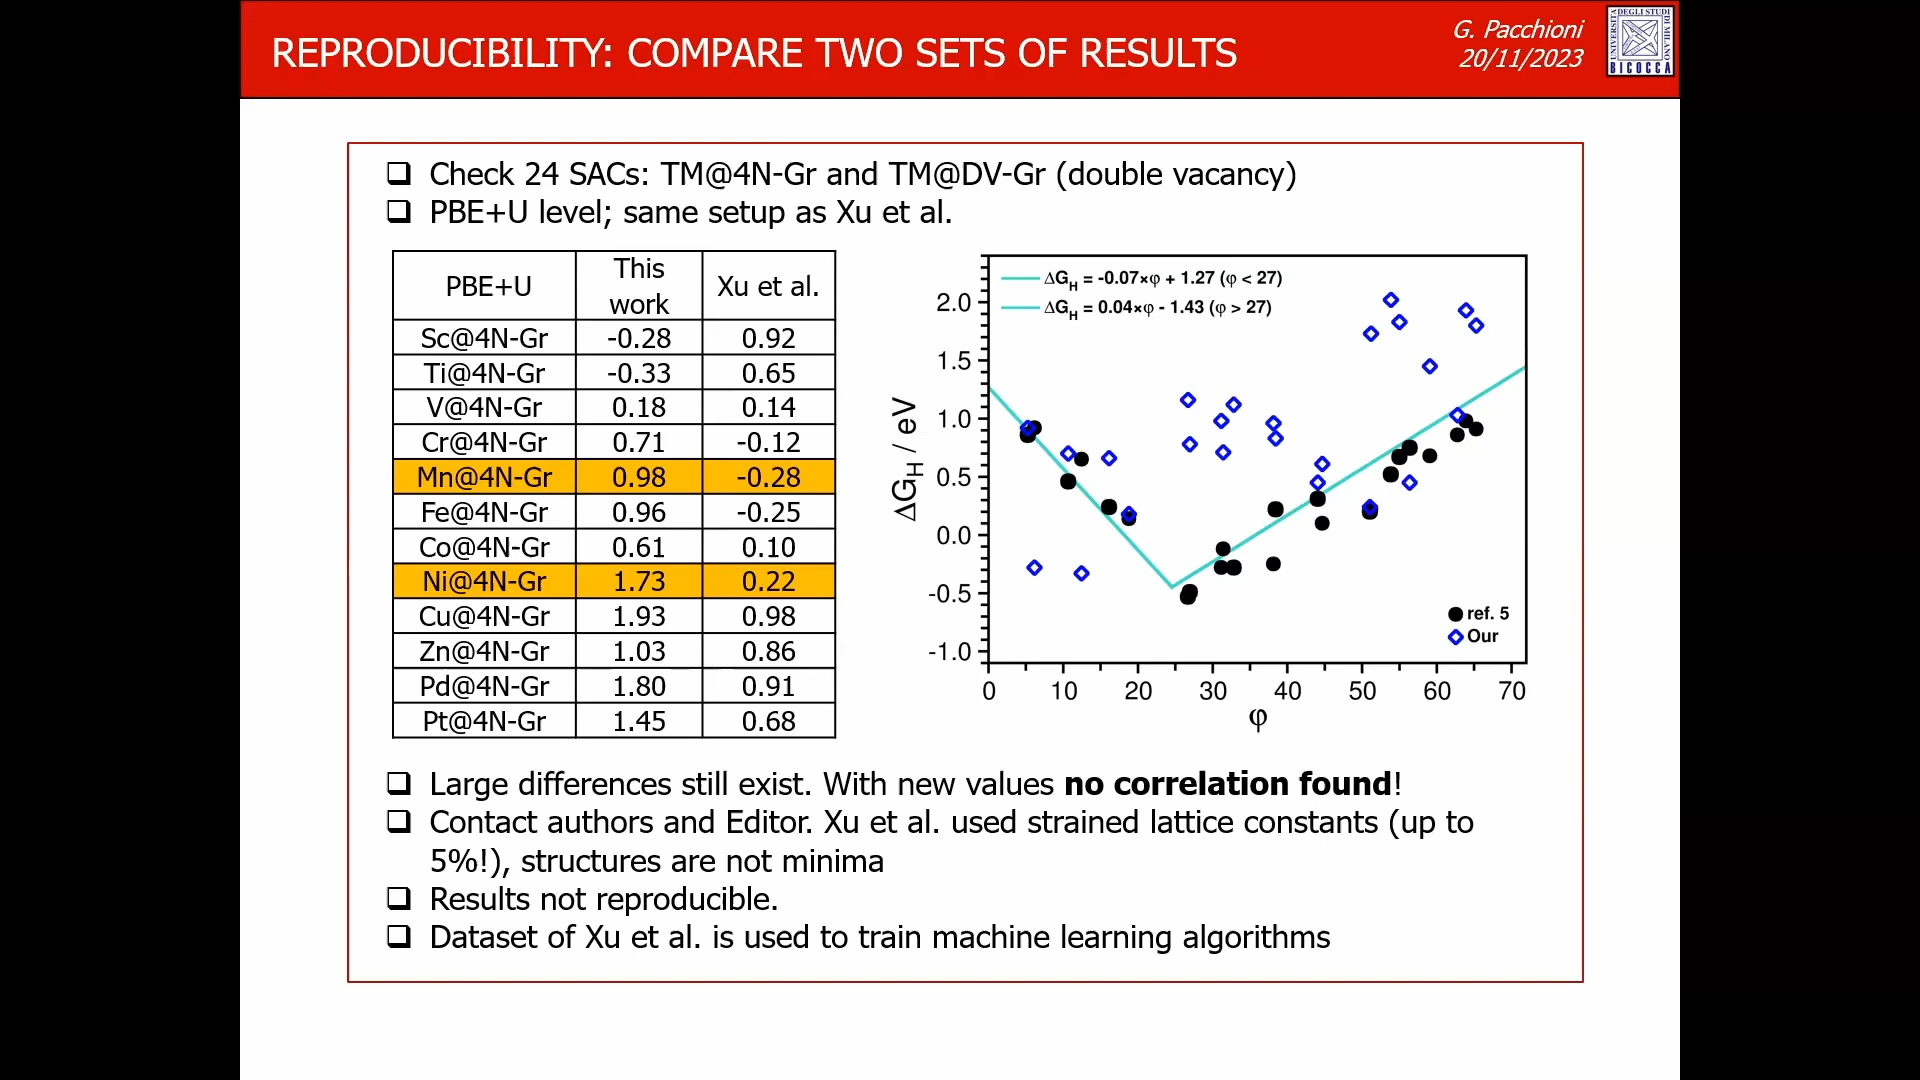 REPRODUCIBILITY: COMPARE TWO SETS OF RESULTS
G. Pacchioni
20/11/2023
UNIVERSITÀ DEGLI STUDI DI MILANO
BICOCCA
❑ Check 24 SACs: TM@4N-Gr and TM@DV-Gr (double vacancy)
❑ PBE+U level; same setup as Xu et al.
PBE+U This work Xu et al.
Sc@4N-Gr -0.28 0.92
Ti@4N-Gr -0.33 0.65
V@4N-Gr 0.18 0.14
Cr@4N-Gr 0.71 -0.12
Mn@4N-Gr 0.98 -0.28
Fe@4N-Gr 0.96 -0.25
Co@4N-Gr 0.61 0.10
Ni@4N-Gr 1.73 0.22
Cu@4N-Gr 1.93 0.98
Zn@4N-Gr 1.03 0.86
Pd@4N-Gr 1.80 0.91
Pt@4N-Gr 1.45 0.68
ΔGH = -0.07×φ + 1.27 (φ < 27)
ΔGH = 0.04×φ - 1.43 (φ > 27)
ΔGH / eV
2.0
1.5
1.0
0.5
0.0
-0.5
-1.0
ref. 5
Our
0 10 20 30 40 50 60 70
φ
❑ Large differences still exist. With new values no correlation found!
❑ Contact authors and Editor. Xu et al. used strained lattice constants (up to
5%!), structures are not minima
❑ Results not reproducible.
❑ Dataset of Xu et al. is used to train machine learning algorithms